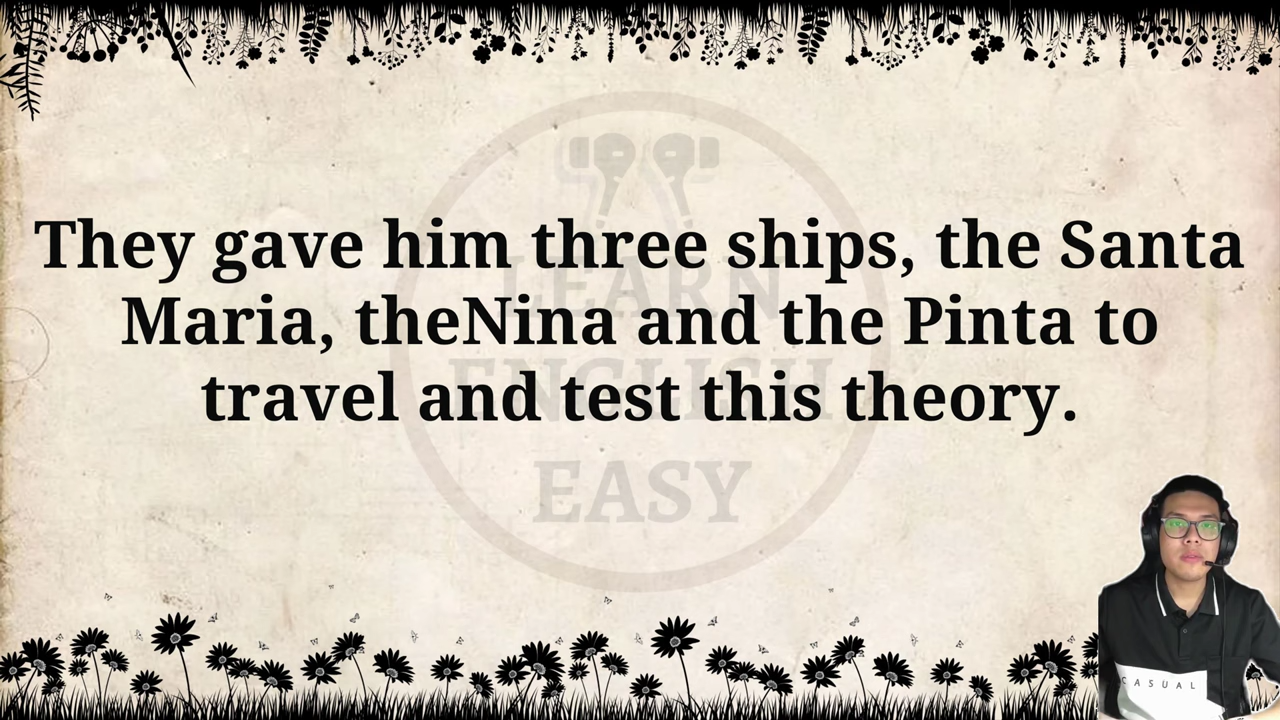 They gave him three ships, the Santa
Maria, theNina and the Pinta to
travel and test this theory.
LEARN
ENGLISH
EASY
CASUAL